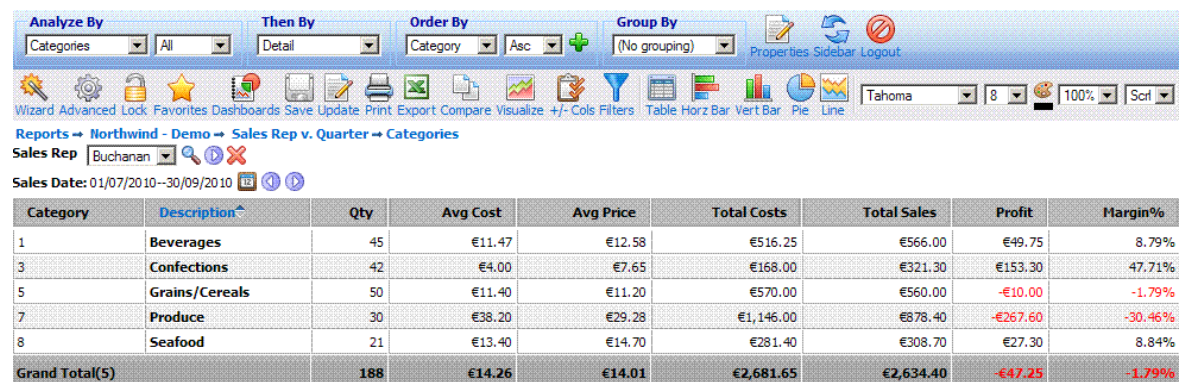 Analyze By Then By Order By Group By
Categories All Detail Category Asc (No grouping) Properties Sidebar Logout
Wizard Advanced Lock Favorites Dashboards Save Update Print Export Compare Visualize +/- Cols Filters Table Horz Bar Vert Bar Pie Line Tahoma 8 100% Scrl
Reports → Northwind - Demo → Sales Rep v. Quarter → Categories
Sales Rep Buchanan
Sales Date: 01/07/2010--30/09/2010 12
Category Description Qty Avg Cost Avg Price Total Costs Total Sales Profit Margin%
1 Beverages 45 €11.47 €12.58 €516.25 €566.00 €49.75 8.79%
3 Confections 42 €4.00 €7.65 €168.00 €321.30 €153.30 47.71%
5 Grains/Cereals 50 €11.40 €11.20 €570.00 €560.00 -€10.00 -1.79%
7 Produce 30 €38.20 €29.28 €1,146.00 €878.40 -€267.60 -30.46%
8 Seafood 21 €13.40 €14.70 €281.40 €308.70 €27.30 8.84%
Grand Total(5) 188 €14.26 €14.01 €2,681.65 €2,634.40 -€47.25 -1.79%